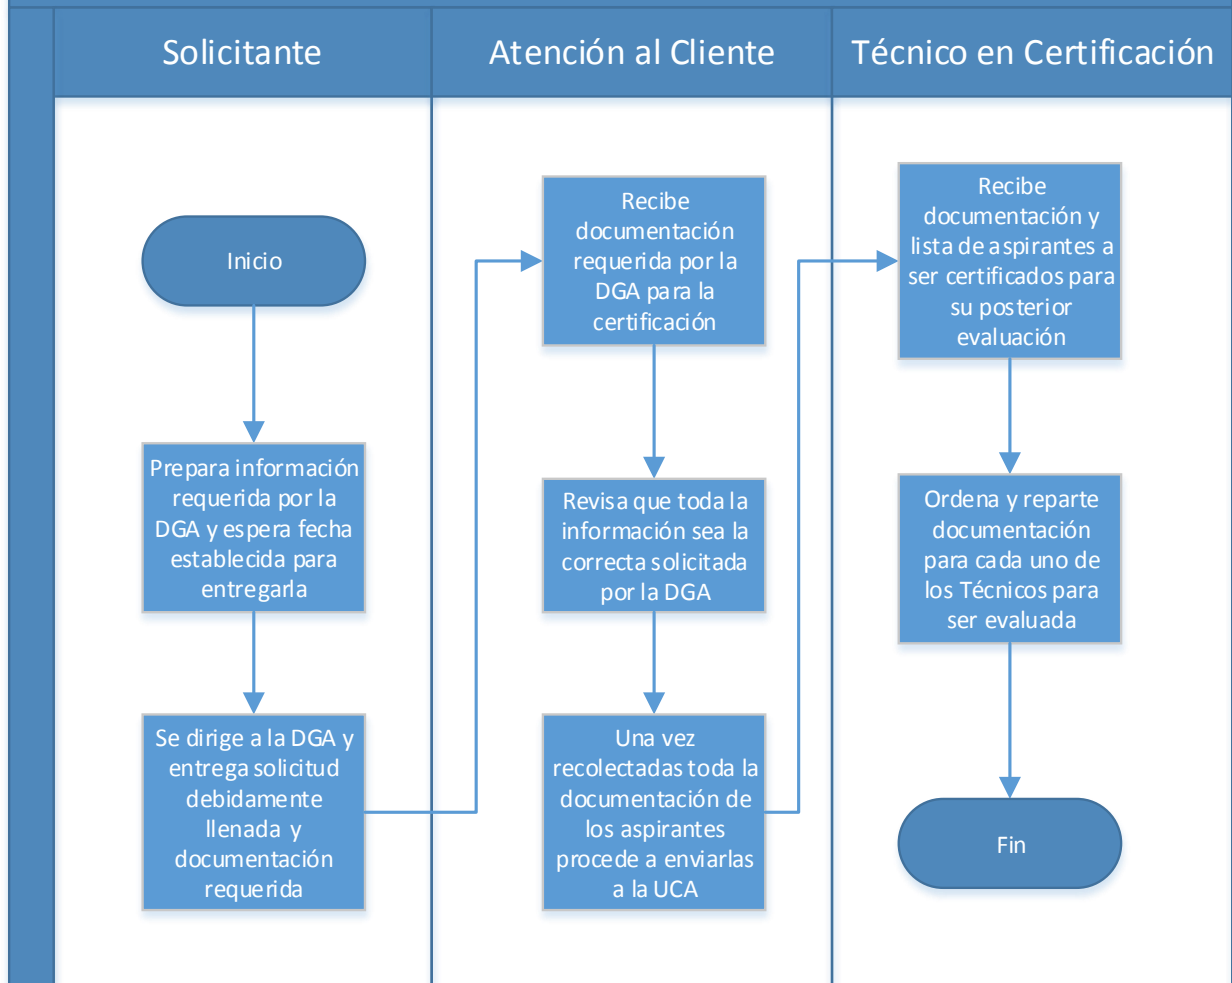 Solicitante
Atención al Cliente
Técnico en Certificación
Inicio
Prepara información
requerida por la
DGA y espera fecha
establecida para
entregarla
Se dirige a la DGA y
entrega solicitud
debidamente
llenada y
documentación
requerida
Recibe
documentación
requerida por la
DGA para la
certificación
Revisa que toda la
información sea la
correcta solicitada
por la DGA
Una vez
recolectadas toda la
documentación de
los aspirantes
procede a enviarlas
a la UCA
Recibe
documentación y
lista de aspirantes a
ser certificados para
su posterior
evaluación
Ordena y reparte
documentación
para cada uno de
los Técnicos para
ser evaluada
Fin